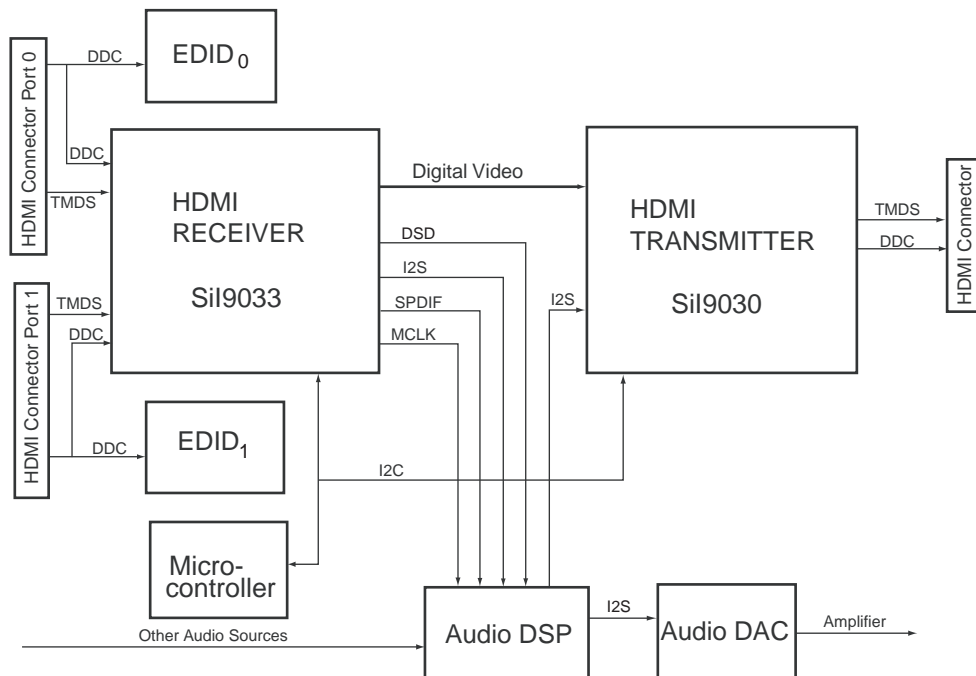 HDMI Connector Port 0
DDC
EDID0
DDC
TMDS
HDMI
RECEIVER
SiI9033
Digital Video
DSD
I2S
SPDIF
MCLK
HDMI
TRANSMITTER
SiI9030
I2S
TMDS
DDC
HDMI Connector
HDMI Connector Port 1
TMDS
DDC
DDC
EDID1
I2C
Micro-
controller
Other Audio Sources
Audio DSP
I2S
Audio DAC
Amplifier